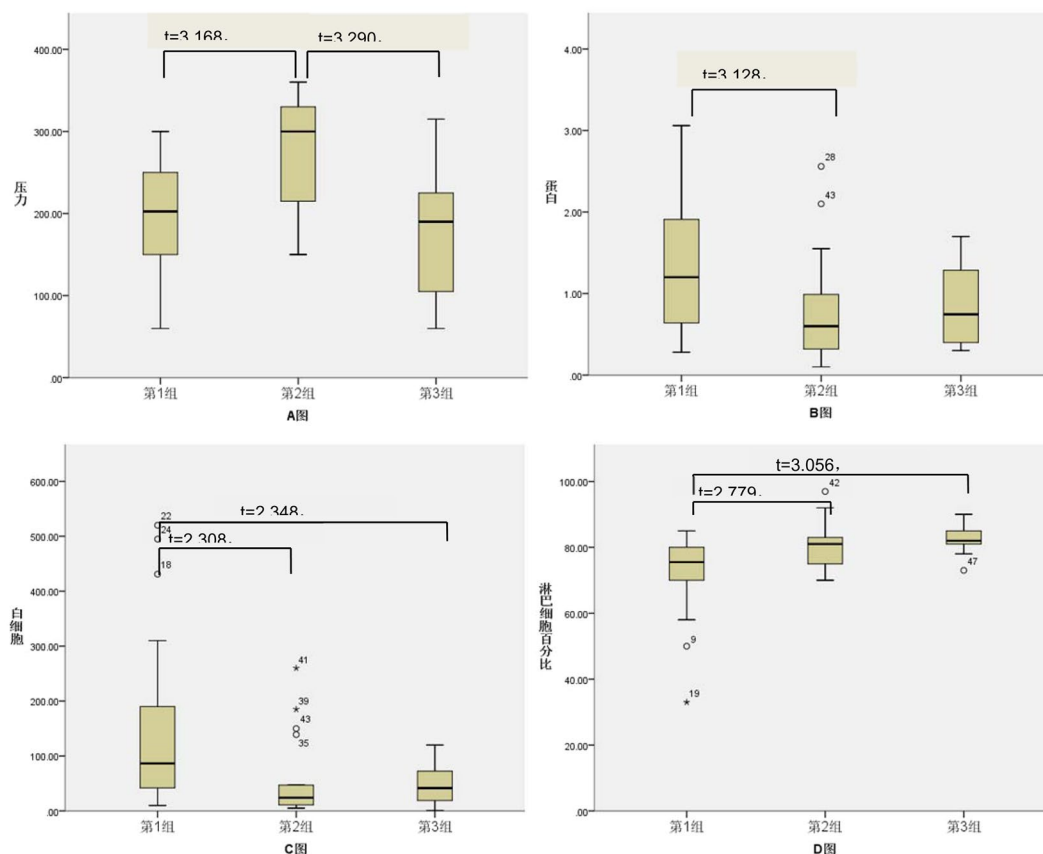 t=3.168,
t=3.290,
400.00
300.00
200.00
100.00
.00
压力
第1组
第2组
第3组
A图
t=3.128,
4.00
3.00
2.00
1.00
.00
蛋白
28
43
第1组
第2组
第3组
B图
t=2.348,
t=2.308,
600.00
500.00
400.00
300.00
200.00
100.00
.00
白细胞
22
24
18
41
39
43
35
第1组
第2组
第3组
C图
t=3.056,
t=2.779,
100.00
80.00
60.00
40.00
20.00
.00
淋巴细胞百分比
42
47
9
19
第1组
第2组
第3组
D图